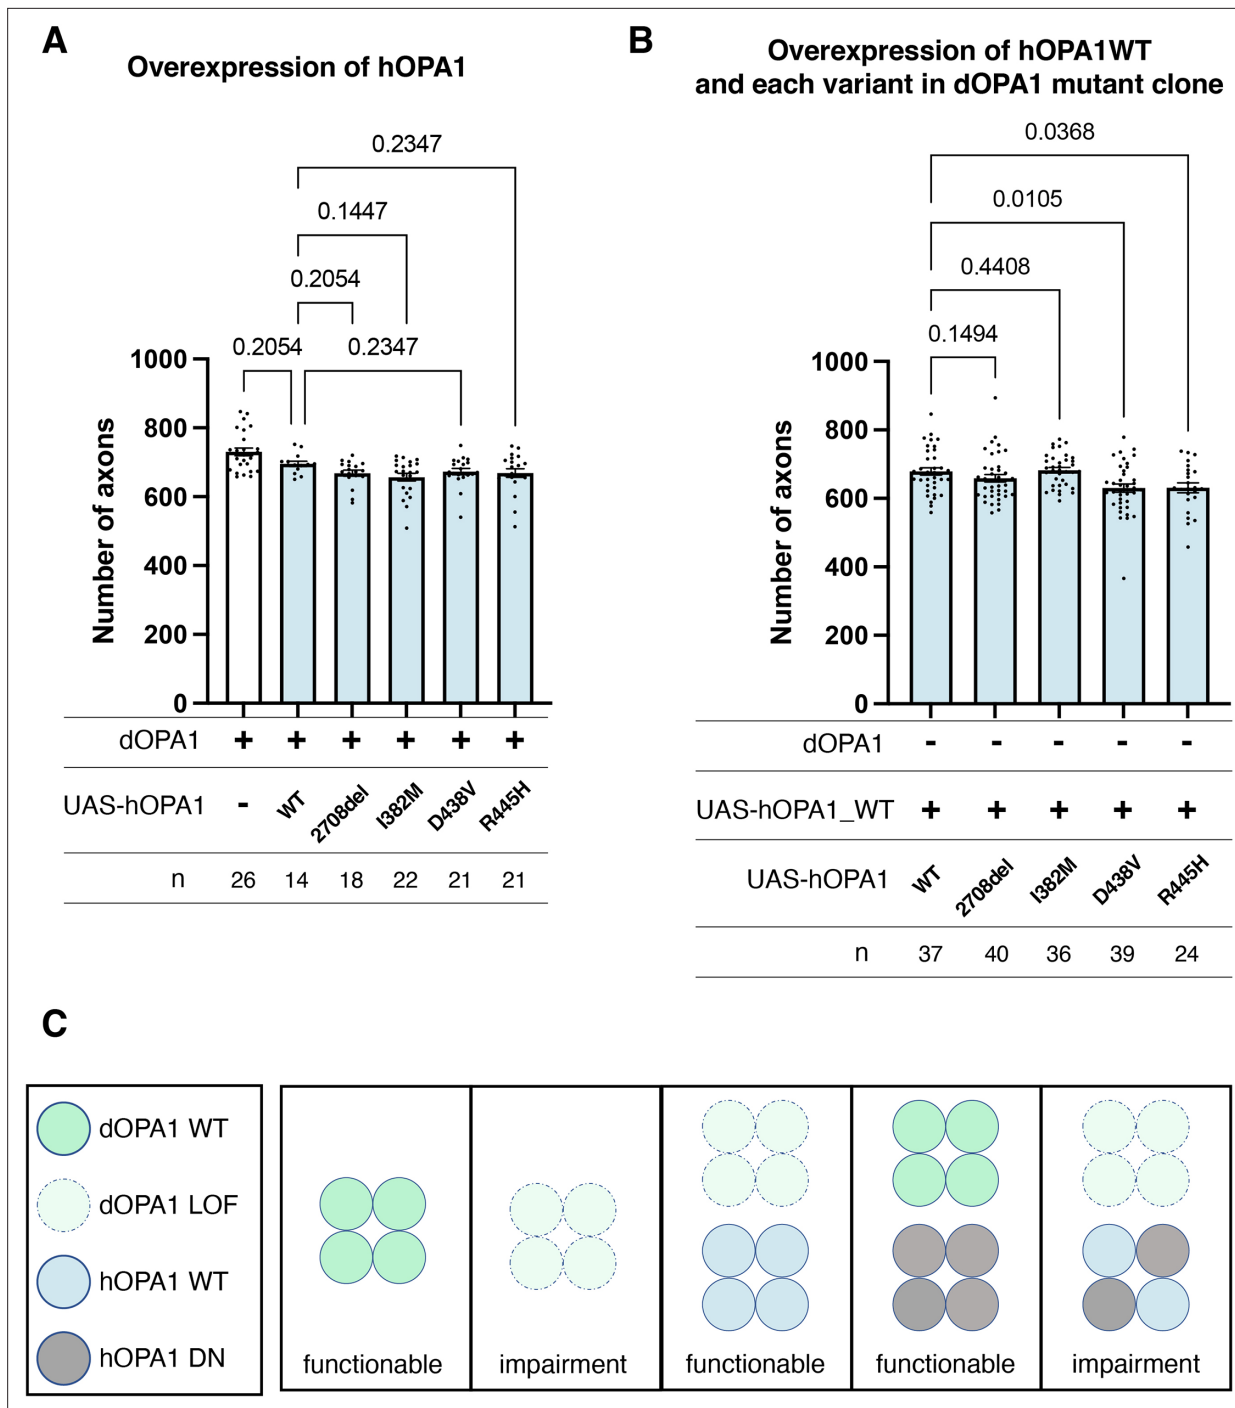 A
Overexpression of hOPA1
0.2347
0.1447
0.2054
0.2054 0.2347
1000
800
600
400
200
0
Number of axons
dOPA1 + + + + + +
UAS-hOPA1 - WT 2708del I382M D438V R445H
n 26 14 18 22 21 21
B
Overexpression of hOPA1WT
and each variant in dOPA1 mutant clone
0.0368
0.0105
0.4408
0.1494
1000
800
600
400
200
0
Number of axons
dOPA1 - - - - -
UAS-hOPA1_WT + + + + +
UAS-hOPA1 WT 2708del I382M D438V R445H
n 37 40 36 39 24
C
dOPA1 WT
dOPA1 LOF
hOPA1 WT
hOPA1 DN
functionable impairment functionable functionable impairment